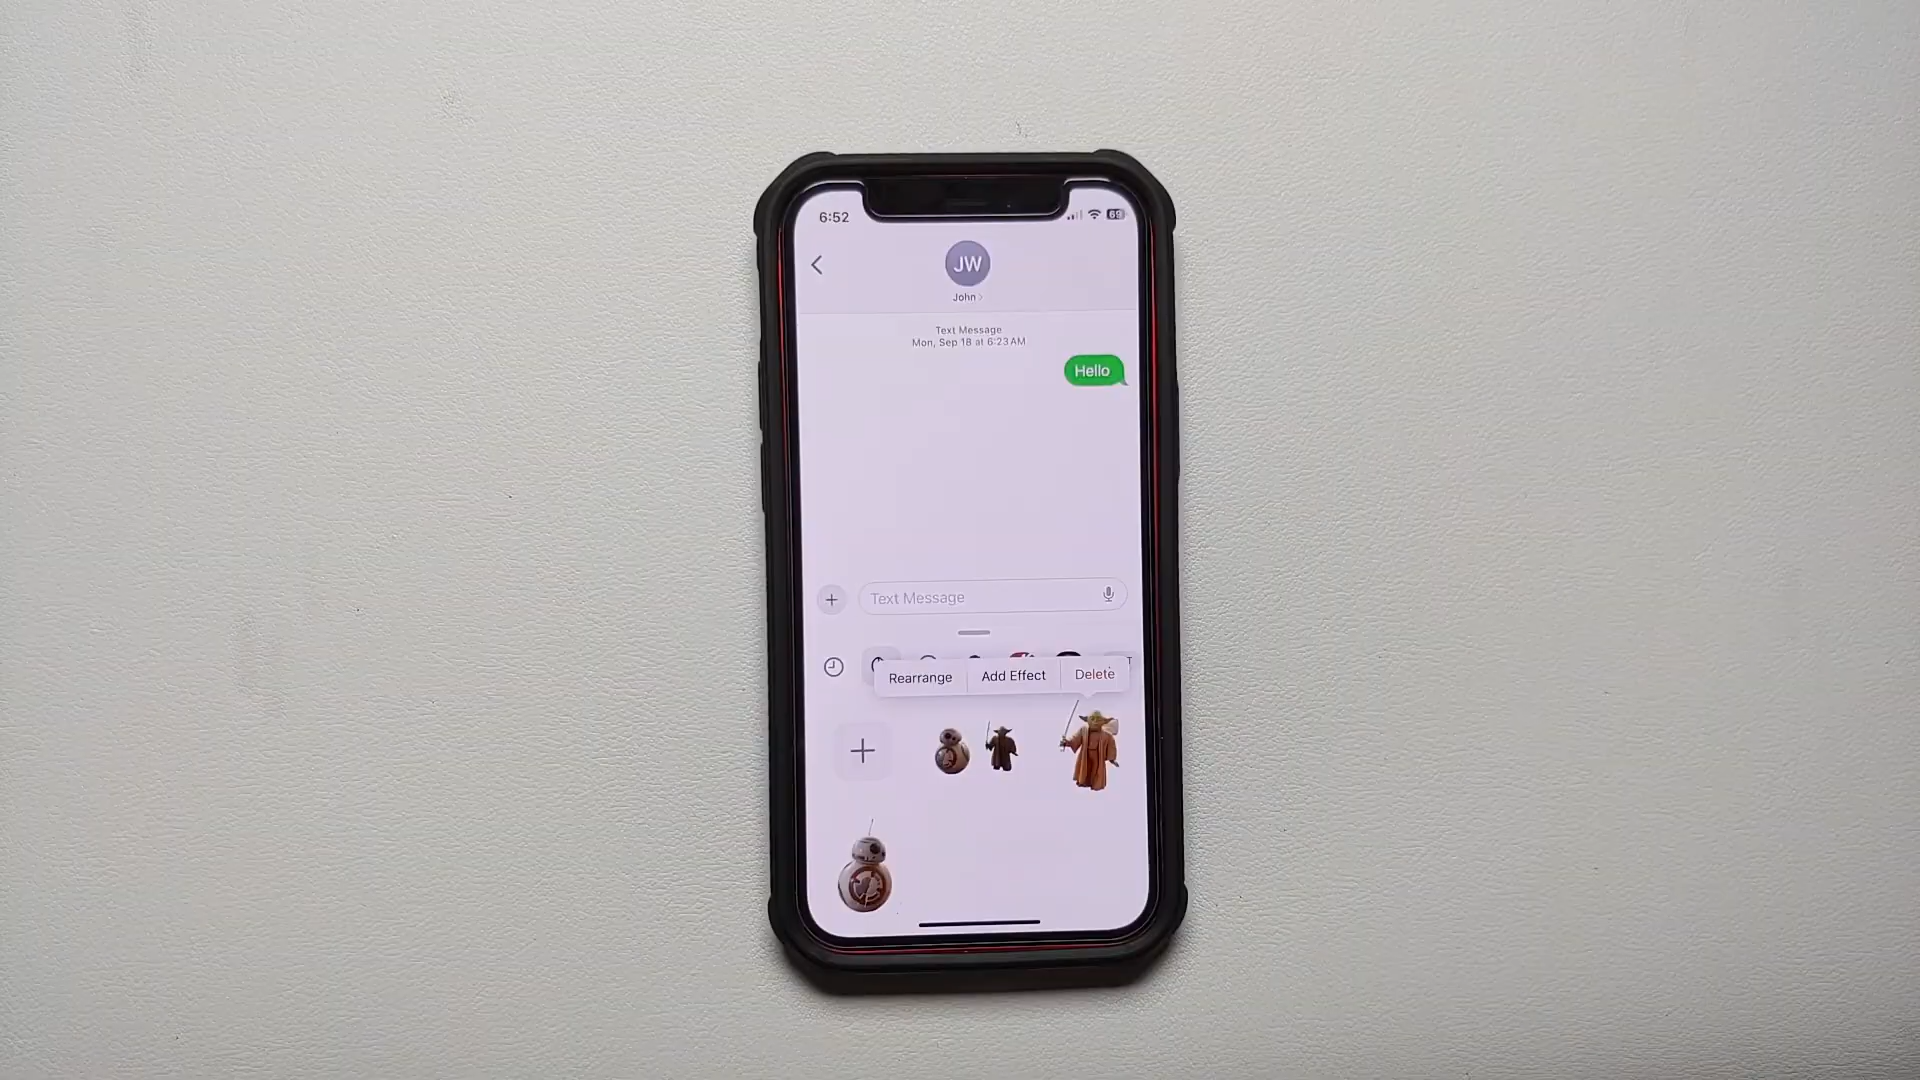 6:52
69
JW
John
Text Message
Mon, Sep 18 at 6:23 AM
Hello
Text Message
Rearrange
Add Effect
Delete